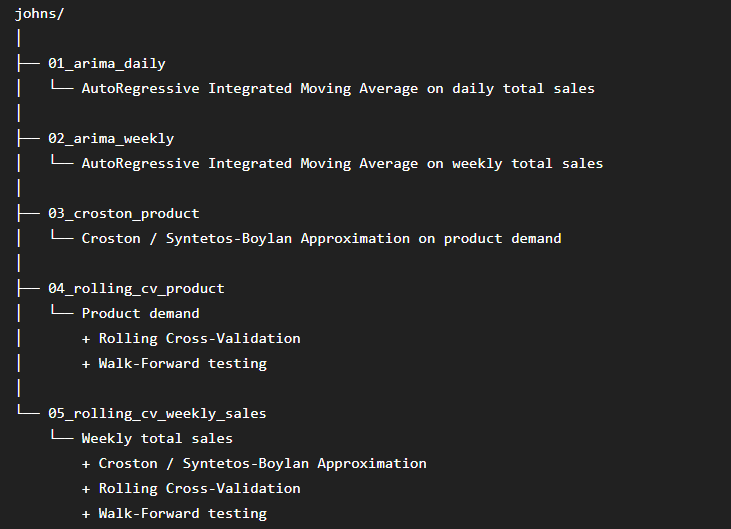 johns/
│
├── 01_arima_daily
│   └── AutoRegressive Integrated Moving Average on daily total sales
│
├── 02_arima_weekly
│   └── AutoRegressive Integrated Moving Average on weekly total sales
│
├── 03_croston_product
│   └── Croston / Syntetos-Boylan Approximation on product demand
│
├── 04_rolling_cv_product
│   └── Product demand
│       + Rolling Cross-Validation
│       + Walk-Forward testing
│
└── 05_rolling_cv_weekly_sales
    └── Weekly total sales
        + Croston / Syntetos-Boylan Approximation
        + Rolling Cross-Validation
        + Walk-Forward testing